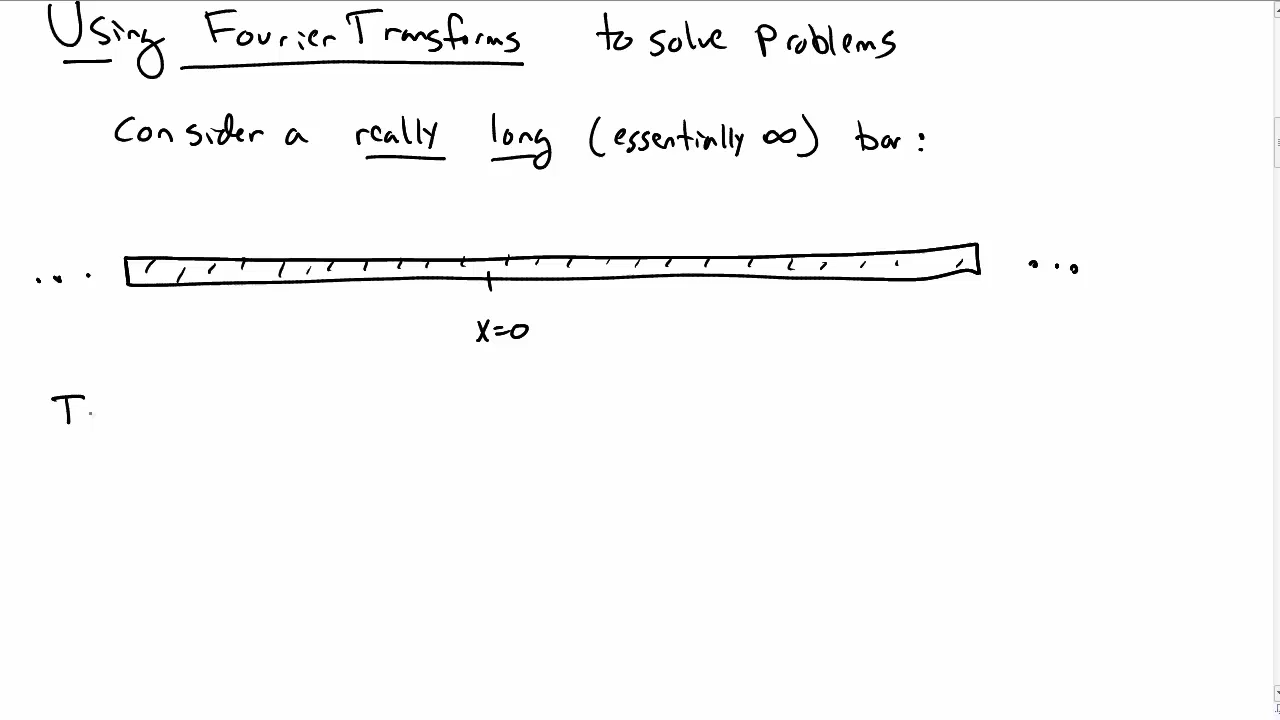 Using Fourier Transforms to solve Problems
Consider a really long (essentially ∞) bar:
... ...
x=0
T